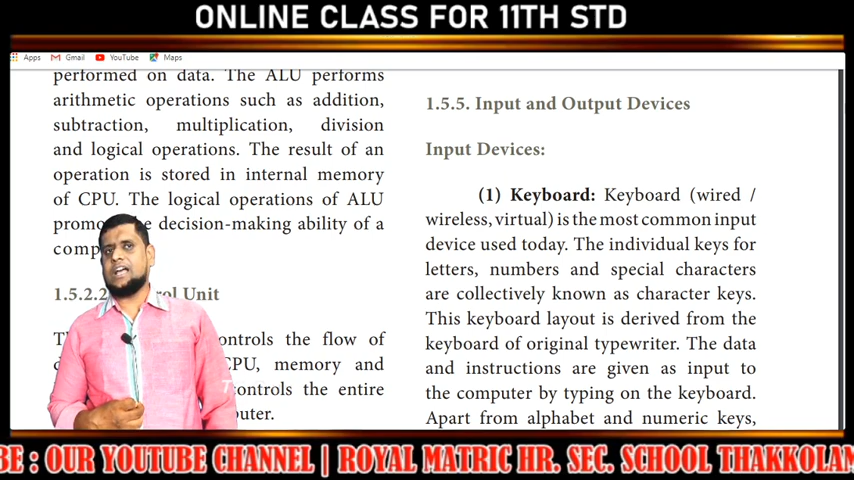 ONLINE CLASS FOR 11TH STD
Apps Gmail YouTube Maps
performed on data. The ALU performs
arithmetic operations such as addition,
subtraction, multiplication, division
and logical operations. The result of an
operation is stored in internal memory
of CPU. The logical operations of ALU
decision-making ability of a
1.5.2.2 Unit
controls the flow of
CPU, memory and
controls the entire
1.5.5. Input and Output Devices
Input Devices:
(1) Keyboard: Keyboard (wired /
wireless, virtual) is the most common input
device used today. The individual keys for
letters, numbers and special characters
are collectively known as character keys.
This keyboard layout is derived from the
keyboard of original typewriter. The data
and instructions are given as input to
the computer by typing on the keyboard.
Apart from alphabet and numeric keys,
BE : OUR YOUTUBE CHANNEL | ROYAL MATRIC HR. SEC. SCHOOL THAKKOLAM